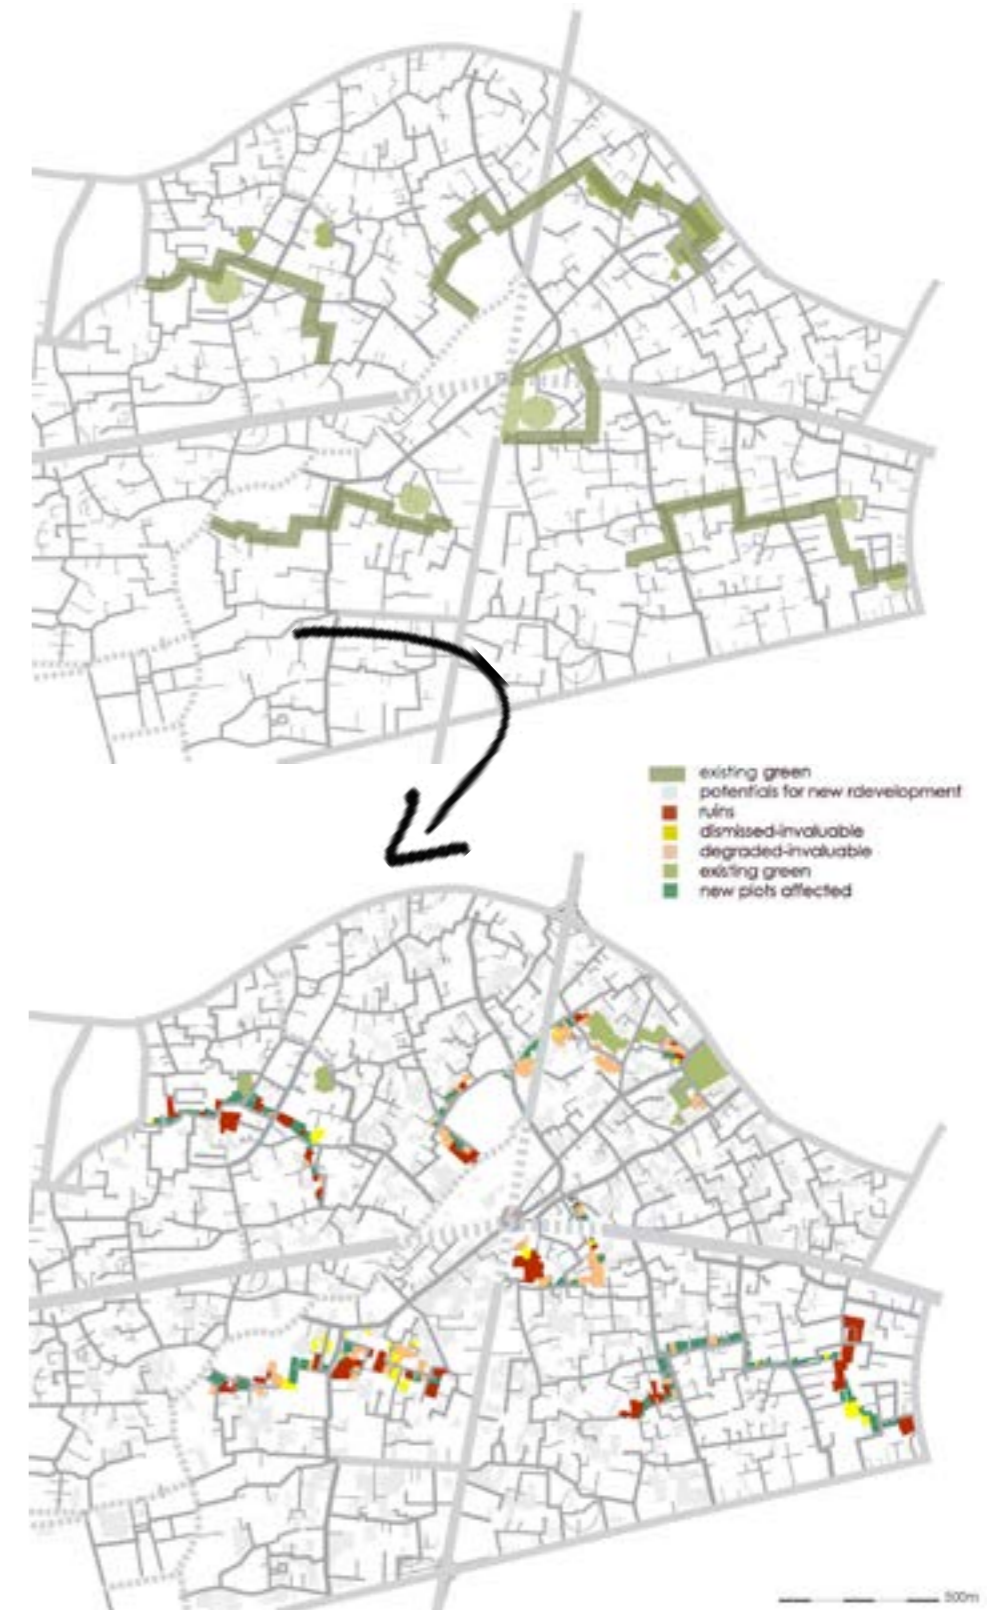 existing green
potentials for new rdevelopment
ruins
dismissed-invaluable
degraded-invaluable
existing green
new plots affected
500m